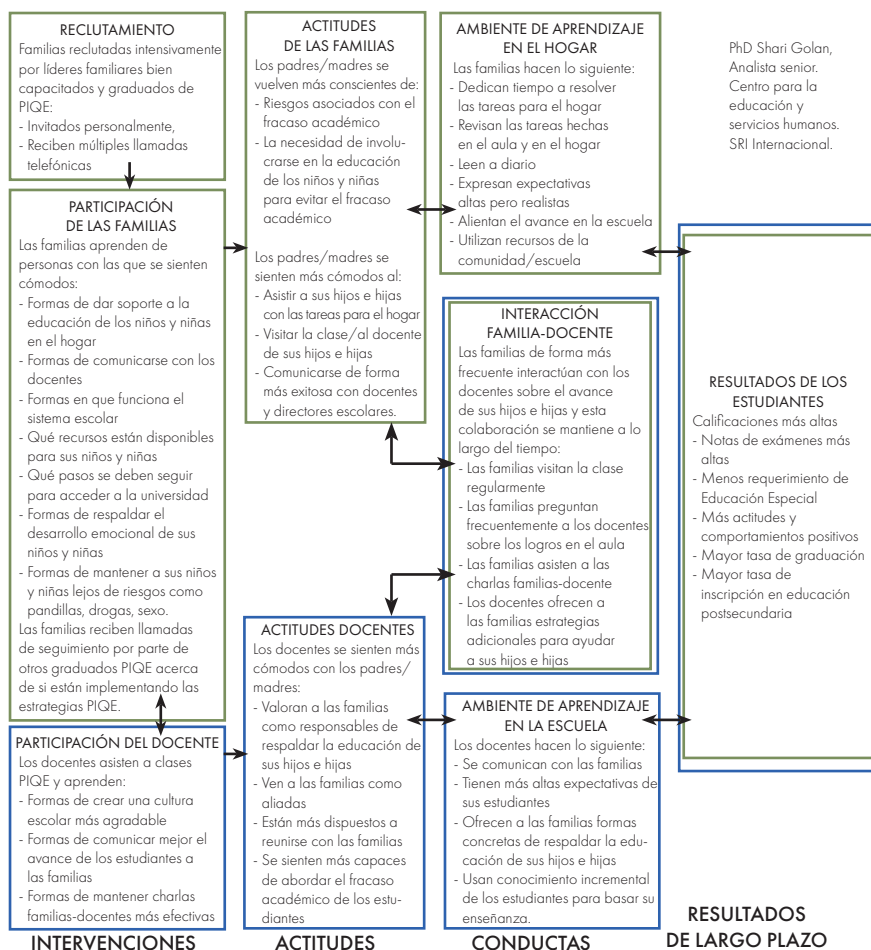 RECLUTAMIENTO
Familias reclutadas intensivamente
por líderes familiares bien
capacitados y graduados de
PIQE:
- Invitados personalmente,
- Reciben múltiples llamadas
telefónicas
PARTICIPACIÓN
DE LAS FAMILIAS
Las familias aprenden de
personas con las que se sienten
cómodos:
- Formas de dar soporte a la
educación de los niños y niñas
en el hogar
- Formas de comunicarse con los
docentes
- Formas en que funciona el
sistema escolar
- Qué recursos están disponibles
para sus niños y niñas
- Qué pasos se deben seguir
para acceder a la universidad
- Formas de respaldar el
desarrollo emocional de sus
niños y niñas
- Formas de mantener a sus niños
y niñas lejos de riesgos como
pandillas, drogas, sexo.
Las familias reciben llamadas
de seguimiento por parte de
otros graduados PIQE acerca
de si están implementando las
estrategias PIQE.
PARTICIPACIÓN DEL DOCENTE
Los docentes asisten a clases
PIQE y aprenden:
- Formas de crear una cultura
escolar más agradable
- Formas de comunicar mejor el
avance de los estudiantes a
las familias
- Formas de mantener charlas
familias-docentes más efectivas
INTERVENCIONES
ACTITUDES
DE LAS FAMILIAS
Los padres/madres se
vuelven más conscientes de:
- Riesgos asociados con el
fracaso académico
- La necesidad de involu-
crarse en la educación
de los niños y niñas
para evitar el fracaso
académico
Los padres/madres se
sienten más cómodos al:
- Asistir a sus hijos e hijas
con las tareas para el hogar
- Visitar la clase/al docente
de sus hijos e hijas
- Comunicarse de forma
más exitosa con docentes
y directores escolares.
ACTITUDES DOCENTES
Los docentes se sienten más
cómodos con los padres/
madres:
- Valoran a las familias
como responsables de
respaldar la educación de
sus hijos e hijas
- Ven a las familias como
aliadas
- Están más dispuestos a
reunirse con las familias
- Se sienten más capaces
de abordar el fracaso
académico de los estu-
diantes
ACTITUDES
AMBIENTE DE APRENDIZAJE
EN EL HOGAR
Las familias hacen lo siguiente:
- Dedican tiempo a resolver
las tareas para el hogar
- Revisan las tareas hechas
en el aula y en el hogar
- Leen a diario
- Expresan expectativas
altas pero realistas
- Alientan el avance en la escuela
- Utilizan recursos de la
comunidad/escuela
INTERACCIÓN
FAMILIA-DOCENTE
Las familias de forma más
frecuente interactúan con los
docentes sobre el avance
de sus hijos e hijas y esta
colaboración se mantiene a lo
largo del tiempo:
- Las familias visitan la clase
regularmente
- Las familias preguntan
frecuentemente a los docentes
sobre los logros en el aula
- Las familias asisten a las
charlas familias-docente
- Los docentes ofrecen a
las familias estrategias
adicionales para ayudar
a sus hijos e hijas
AMBIENTE DE APRENDIZAJE
EN LA ESCUELA
Los docentes hacen lo siguiente:
- Se comunican con las familias
- Tienen más altas expectativas de
sus estudiantes
- Ofrecen a las familias formas
concretas de respaldar la edu-
cación de sus hijos e hijas
- Usan conocimiento incremental
de los estudiantes para basar su
enseñanza.
CONDUCTAS
PhD Shari Golan,
Analista senior.
Centro para la
educación y
servicios humanos.
SRI Internacional.
RESULTADOS DE LOS
ESTUDIANTES
Calificaciones más altas
- Notas de exámenes más
altas
- Menos requerimiento de
Educación Especial
- Más actitudes y
comportamientos positivos
- Mayor tasa de graduación
- Mayor tasa de
inscripción en educación
postsecundaria
RESULTADOS
DE LARGO PLAZO